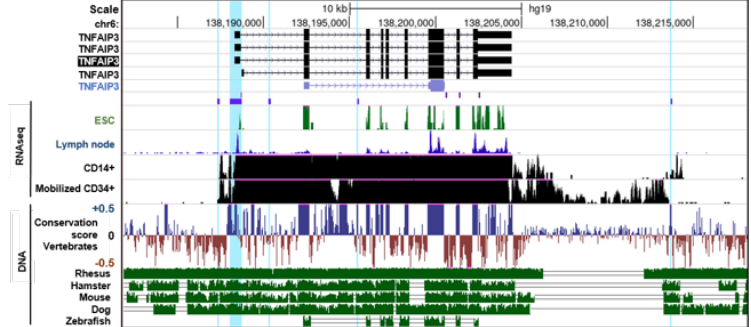 Scale 10 kb hg19
chr6: 138,190,000 138,195,000 138,200,000 138,205,000 138,210,000 138,215,000
TNFAIP3
TNFAIP3
TNFAIP3
TNFAIP3
TNFAIP3
RNAseq
ESC
Lymph node
CD14+
Mobilized CD34+
DNA
+0.5
Conservation
score 0
Vertebrates
-0.5
Rhesus
Hamster
Mouse
Dog
Zebrafish